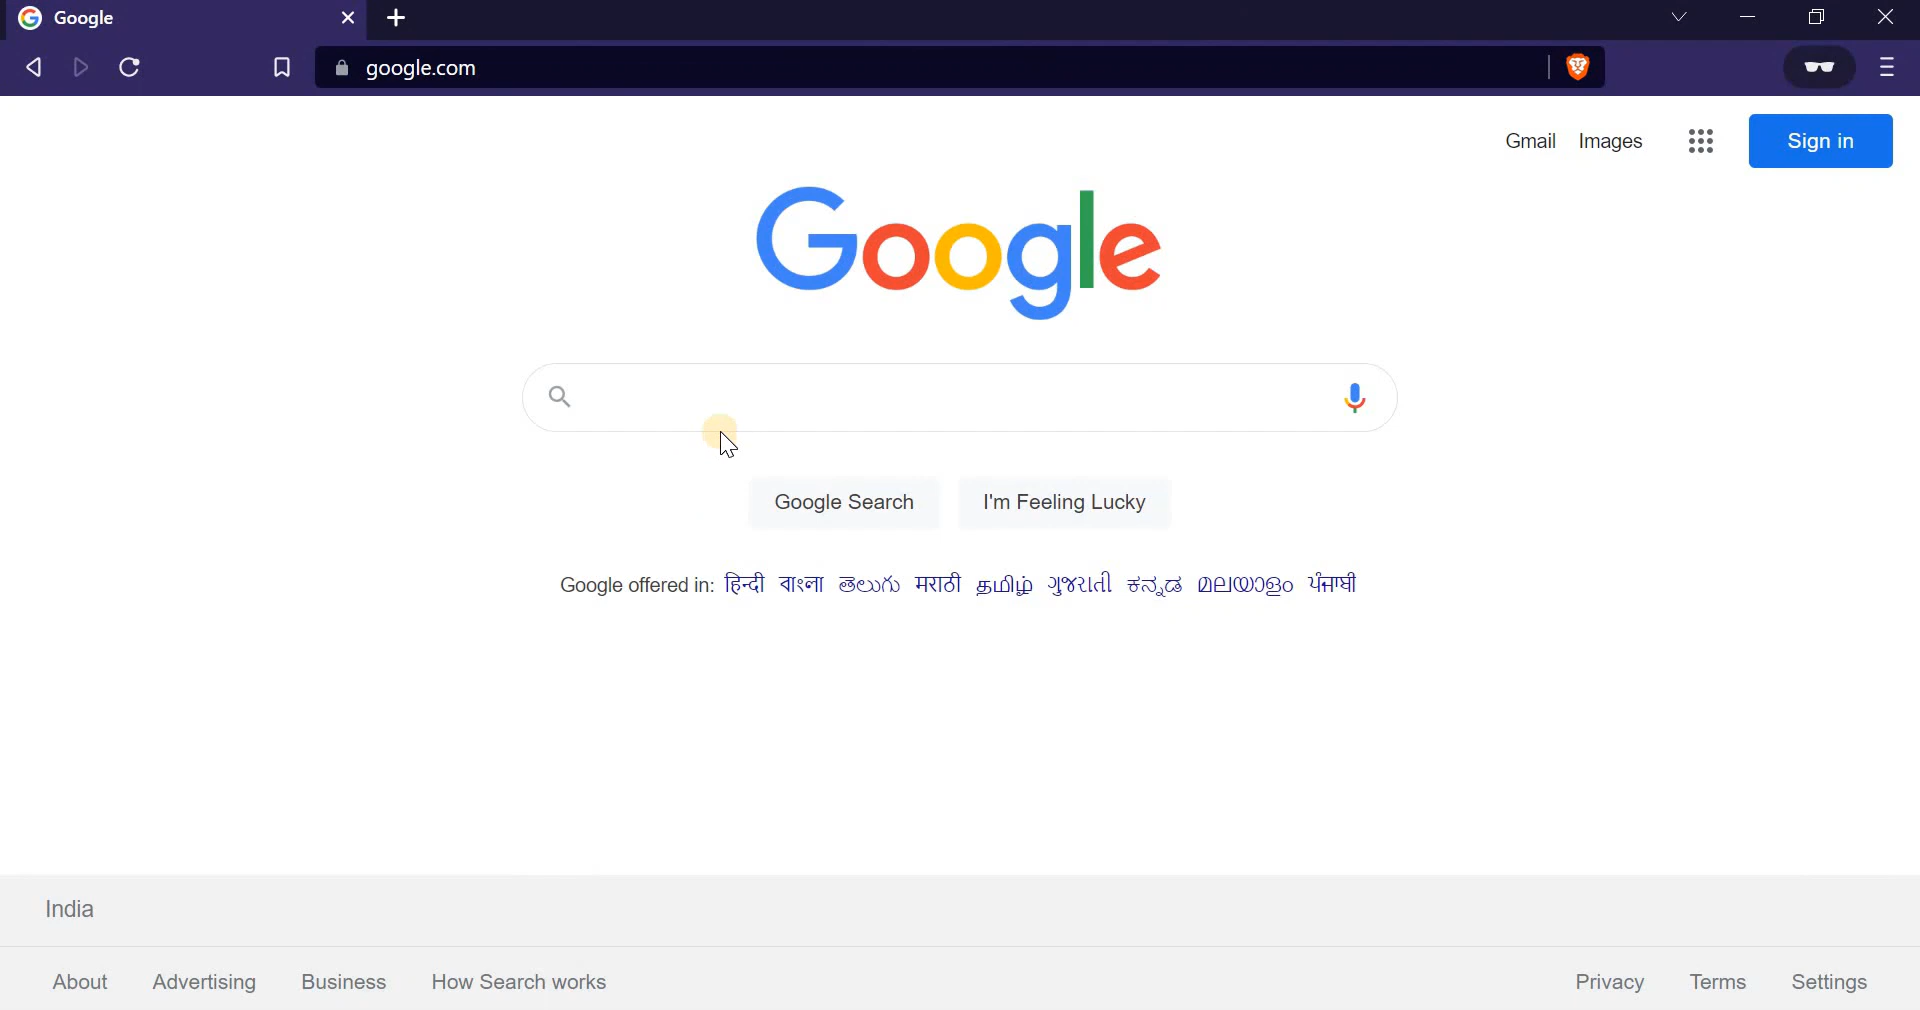 Google
google.com
Gmail Images Sign in
Google
Google Search I'm Feeling Lucky
Google offered in: हिन्दी বাংলা తెలుగు मराठी தமிழ் ગુજરાતી ಕನ್ನಡ മലയാളം ਪੰਜਾਬੀ
India
About Advertising Business How Search works Privacy Terms Settings